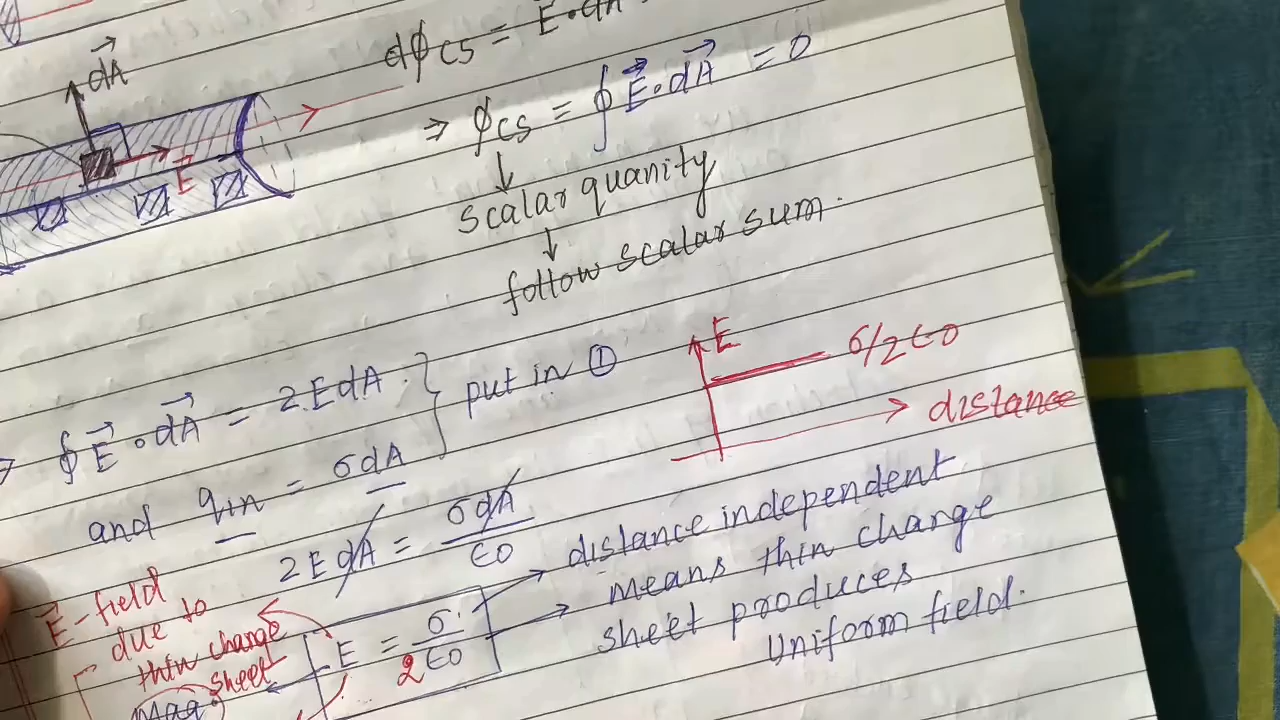 dA
dϕcs = E·dA
⇒ ϕcs = ∮ E·dA = 0
E
scalar quanity
follow scalar sum.
E
σ/2ϵ0
distance
⇒ ∮ E·dA = 2EdA.
put in ①
and qin = σdA
2EdA = σdA/ϵ0
distance independent
means thin charge
sheet produces
Uniform field.
E = σ/2ϵ0
E-field
due to
thin charge
sheet
Mag.